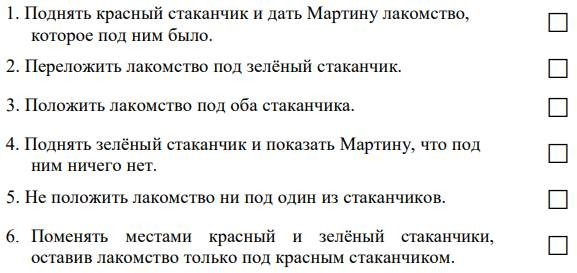 1. Поднять красный стаканчик и дать Мартину лакомство,
которое под ним было.
2. Переложить лакомство под зелёный стаканчик.
3. Положить лакомство под оба стаканчика.
4. Поднять зелёный стаканчик и показать Мартину, что под
ним ничего нет.
5. Не положить лакомство ни под один из стаканчиков.
6. Поменять местами красный и зелёный стаканчики,
оставив лакомство только под красным стаканчиком.